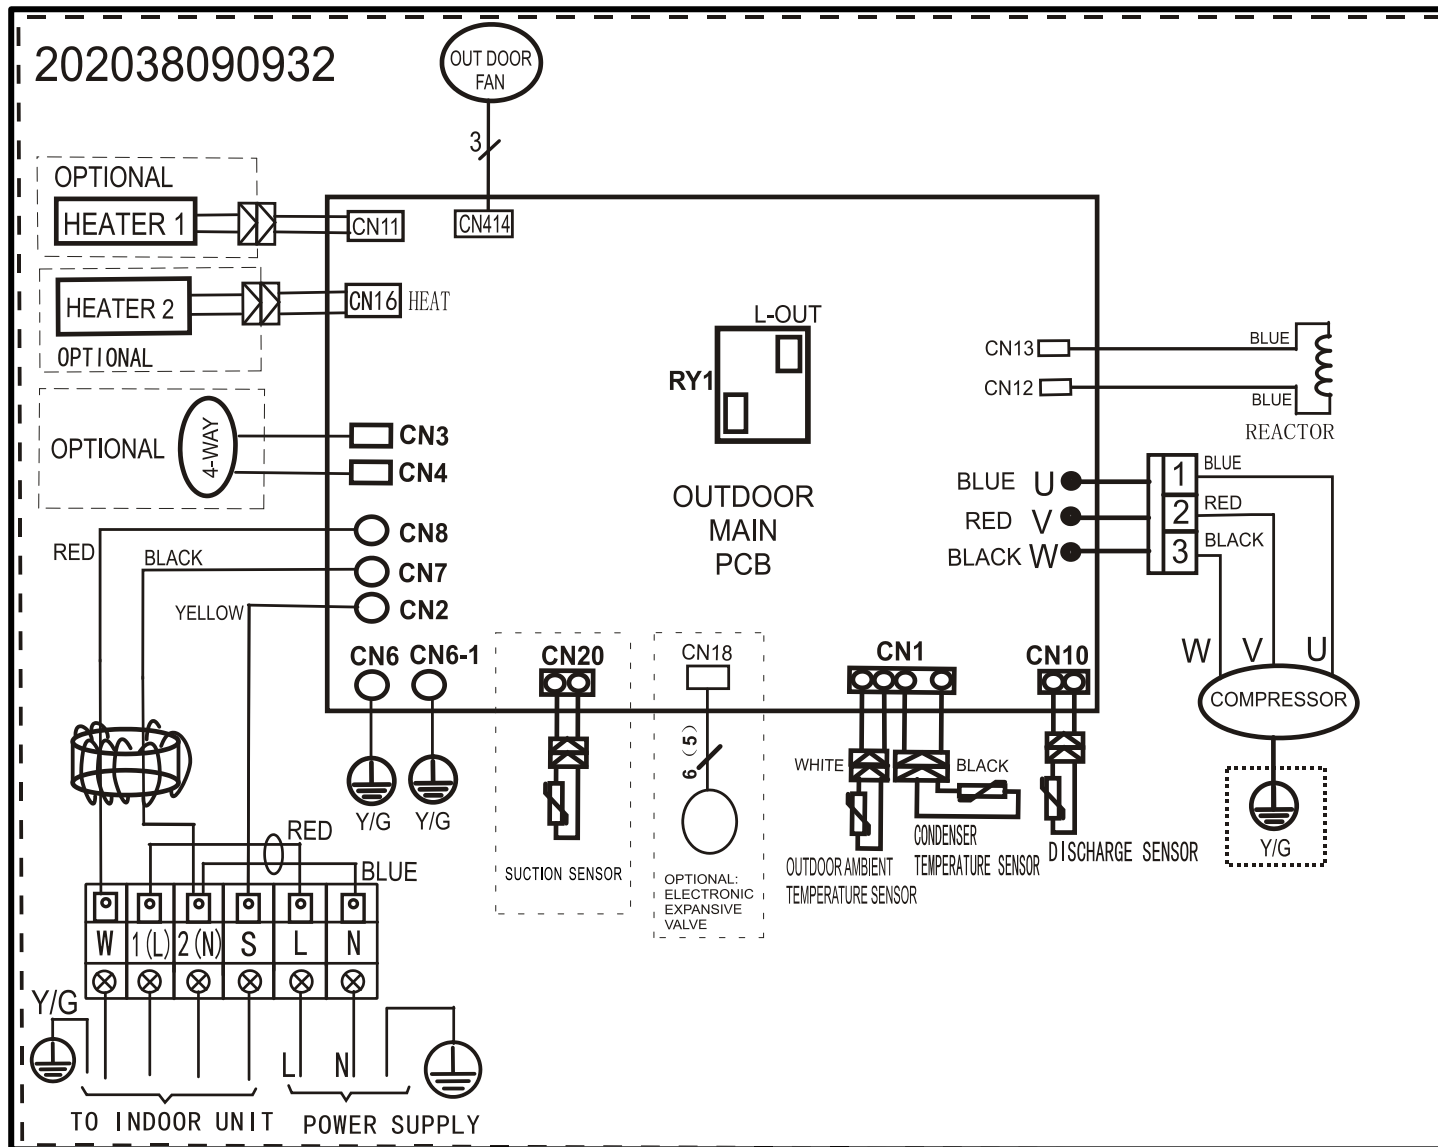 202038090932
OUT DOOR
FAN
3
OPTIONAL
HEATER 1
CN11
CN414
HEATER 2
CN16
HEAT
OPTIONAL
L-OUT
RY1
CN13
BLUE
CN12
BLUE
REACTOR
OPTIONAL
4-WAY
CN3
CN4
OUTDOOR
MAIN
PCB
BLUE U
RED V
BLACK W
1
2
3
BLUE
RED
BLACK
RED
BLACK
YELLOW
CN8
CN7
CN2
CN6
CN6-1
CN20
CN18
CN1
CN10
W
V
U
COMPRESSOR
6 (5)
WHITE
BLACK
Y/G
Y/G
Y/G
SUCTION SENSOR
OPTIONAL:
ELECTRONIC
EXPANSIVE
VALVE
OUTDOOR AMBIENT
TEMPERATURE SENSOR
CONDENSER
TEMPERATURE SENSOR
DISCHARGE SENSOR
RED
BLUE
W
1(L)
2(N)
S
L
N
Y/G
L
N
TO INDOOR UNIT
POWER SUPPLY